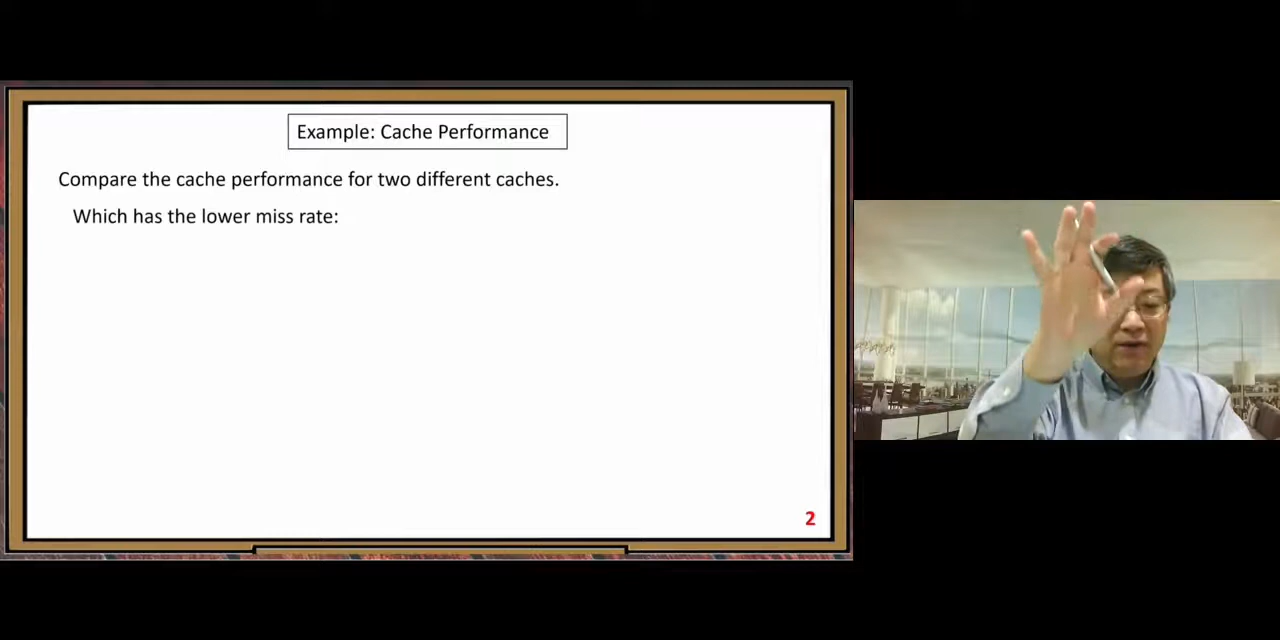 Example: Cache Performance
Compare the cache performance for two different caches.
Which has the lower miss rate:
2